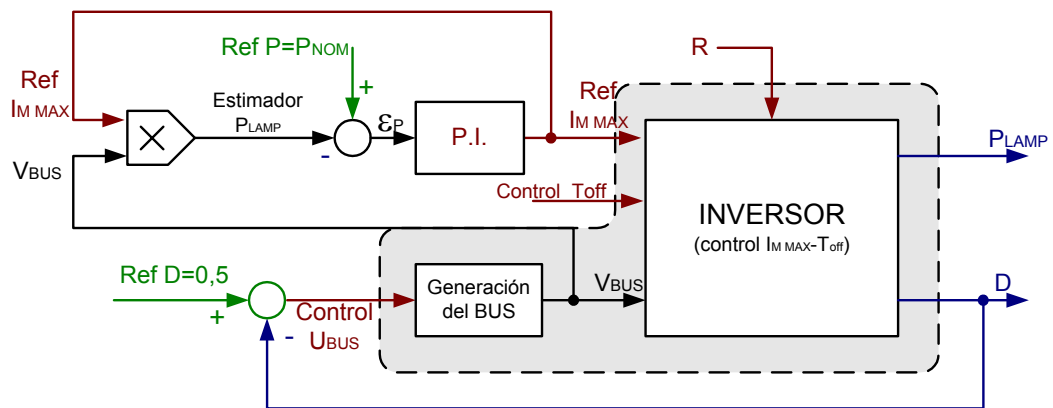 Ref P=PNOM
R
Ref
IM MAX
Estimador
PLAMP
+
-
εP
P.I.
Ref
IM MAX
×
VBUS
PLAMP
Control Toff
INVERSOR
(control IM MAX-Toff)
Ref D=0,5
+
-
Control
UBUS
Generación
del BUS
VBUS
D